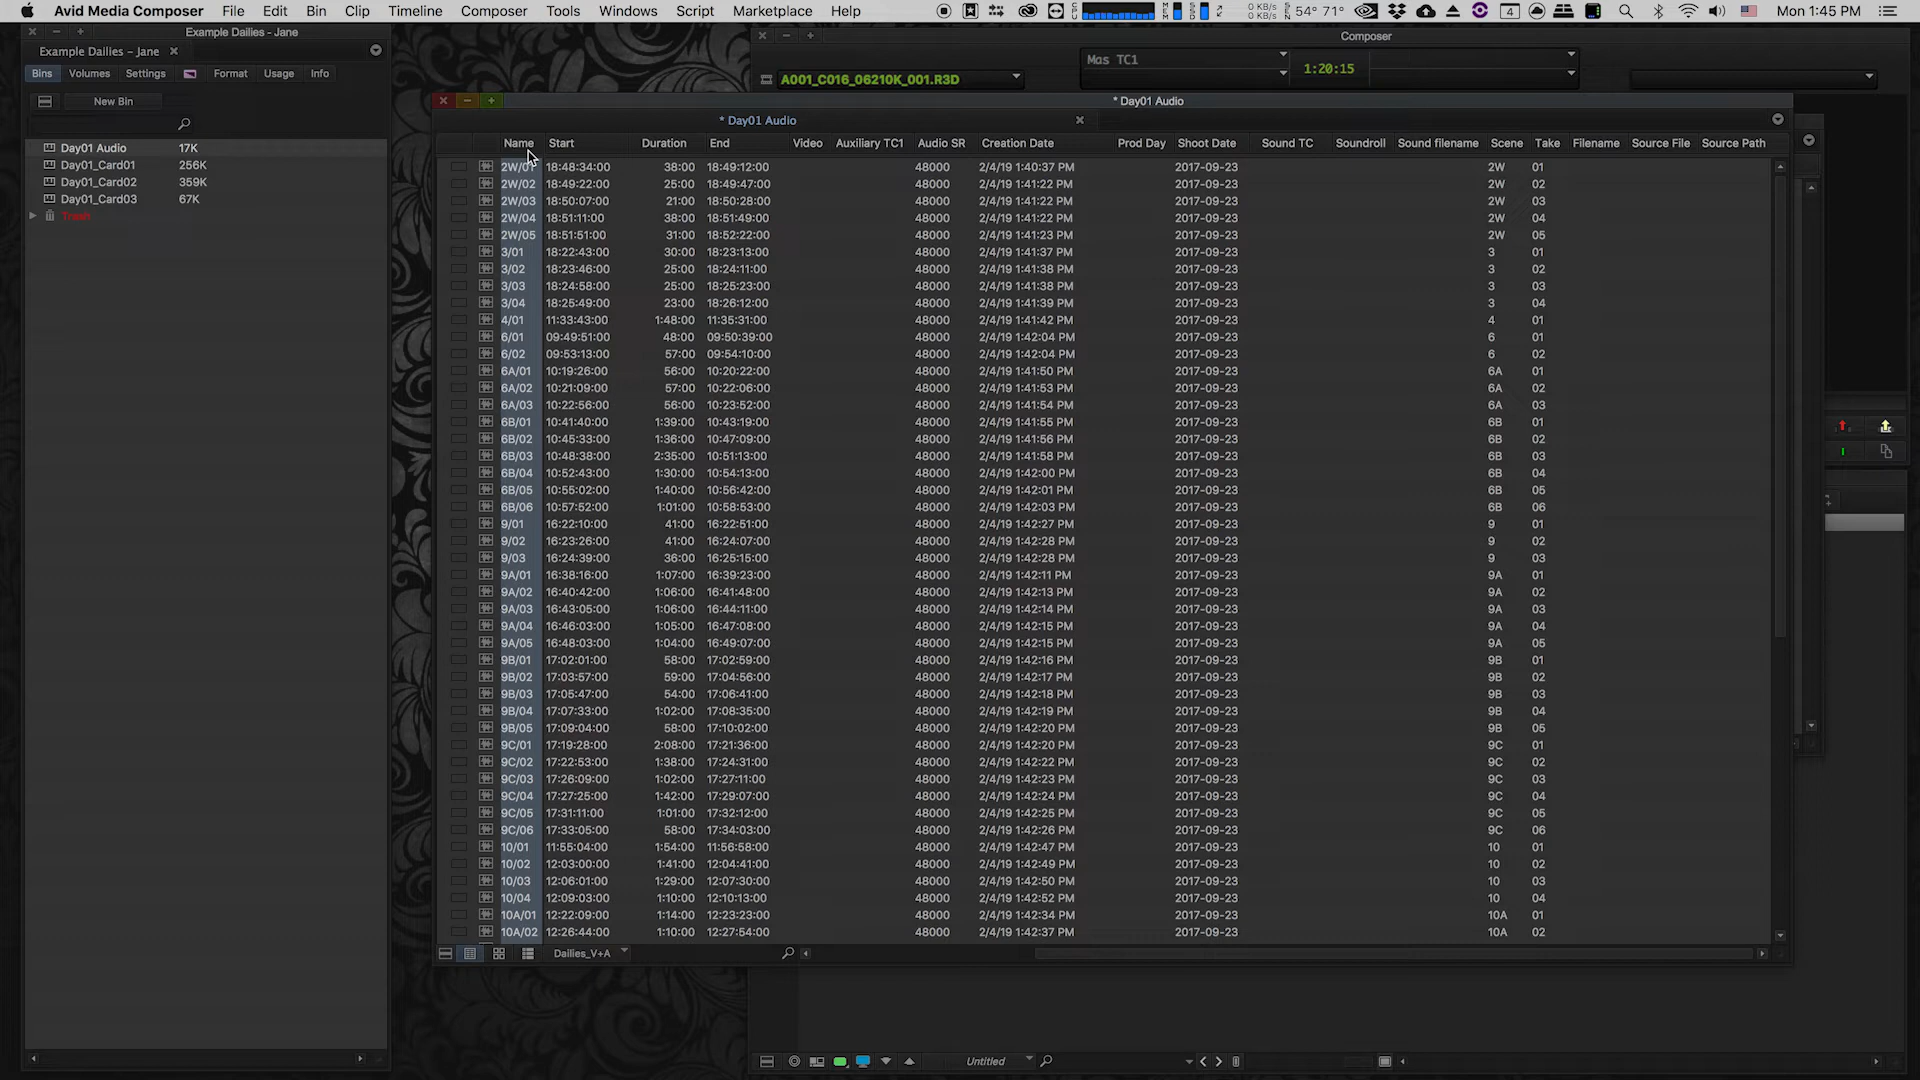 Avid Media Composer File Edit Bin Clip Timeline Composer Tools Windows Script Marketplace Help 0 KB/s 0 KB/s 54° 71° 4 Mon 1:45 PM
Example Dailies - Jane
Example Dailies - Jane
Bins Volumes Settings Format Usage Info
New Bin
Day01 Audio 17K
Day01_Card01 256K
Day01_Card02 359K
Day01_Card03 67K
Trash
Composer
Mas TC1
1:20:15
A001_C016_06210K_001.R3D
* Day01 Audio
* Day01 Audio
Name Start Duration End Video Auxiliary TC1 Audio SR Creation Date Prod Day Shoot Date Sound TC Soundroll Sound filename Scene Take Filename Source File Source Path
2W/01 18:48:34:00 38:00 18:49:12:00 48000 2/4/19 1:40:37 PM 2017-09-23 2W 01
2W/02 18:49:22:00 25:00 18:49:47:00 48000 2/4/19 1:41:22 PM 2017-09-23 2W 02
2W/03 18:50:07:00 21:00 18:50:28:00 48000 2/4/19 1:41:22 PM 2017-09-23 2W 03
2W/04 18:51:11:00 38:00 18:51:49:00 48000 2/4/19 1:41:22 PM 2017-09-23 2W 04
2W/05 18:51:51:00 31:00 18:52:22:00 48000 2/4/19 1:41:23 PM 2017-09-23 2W 05
3/01 18:22:43:00 30:00 18:23:13:00 48000 2/4/19 1:41:37 PM 2017-09-23 3 01
3/02 18:23:46:00 25:00 18:24:11:00 48000 2/4/19 1:41:38 PM 2017-09-23 3 02
3/03 18:24:58:00 25:00 18:25:23:00 48000 2/4/19 1:41:38 PM 2017-09-23 3 03
3/04 18:25:49:00 23:00 18:26:12:00 48000 2/4/19 1:41:39 PM 2017-09-23 3 04
4/01 11:33:43:00 1:48:00 11:35:31:00 48000 2/4/19 1:41:42 PM 2017-09-23 4 01
6/01 09:49:51:00 48:00 09:50:39:00 48000 2/4/19 1:42:04 PM 2017-09-23 6 01
6/02 09:53:13:00 57:00 09:54:10:00 48000 2/4/19 1:42:04 PM 2017-09-23 6 02
6A/01 10:19:26:00 56:00 10:20:22:00 48000 2/4/19 1:41:50 PM 2017-09-23 6A 01
6A/02 10:21:09:00 57:00 10:22:06:00 48000 2/4/19 1:41:53 PM 2017-09-23 6A 02
6A/03 10:22:56:00 56:00 10:23:52:00 48000 2/4/19 1:41:54 PM 2017-09-23 6A 03
6B/01 10:41:40:00 1:39:00 10:43:19:00 48000 2/4/19 1:41:55 PM 2017-09-23 6B 01
6B/02 10:45:33:00 1:36:00 10:47:09:00 48000 2/4/19 1:41:56 PM 2017-09-23 6B 02
6B/03 10:48:38:00 2:35:00 10:51:13:00 48000 2/4/19 1:41:58 PM 2017-09-23 6B 03
6B/04 10:52:43:00 1:30:00 10:54:13:00 48000 2/4/19 1:42:00 PM 2017-09-23 6B 04
6B/05 10:55:02:00 1:40:00 10:56:42:00 48000 2/4/19 1:42:01 PM 2017-09-23 6B 05
6B/06 10:57:52:00 1:01:00 10:58:53:00 48000 2/4/19 1:42:03 PM 2017-09-23 6B 06
9/01 16:22:10:00 41:00 16:22:51:00 48000 2/4/19 1:42:27 PM 2017-09-23 9 01
9/02 16:23:26:00 41:00 16:24:07:00 48000 2/4/19 1:42:28 PM 2017-09-23 9 02
9/03 16:24:39:00 36:00 16:25:15:00 48000 2/4/19 1:42:28 PM 2017-09-23 9 03
9A/01 16:38:16:00 1:07:00 16:39:23:00 48000 2/4/19 1:42:11 PM 2017-09-23 9A 01
9A/02 16:40:42:00 1:06:00 16:41:48:00 48000 2/4/19 1:42:13 PM 2017-09-23 9A 02
9A/03 16:43:05:00 1:06:00 16:44:11:00 48000 2/4/19 1:42:14 PM 2017-09-23 9A 03
9A/04 16:46:03:00 1:05:00 16:47:08:00 48000 2/4/19 1:42:15 PM 2017-09-23 9A 04
9A/05 16:48:03:00 1:04:00 16:49:07:00 48000 2/4/19 1:42:15 PM 2017-09-23 9A 05
9B/01 17:02:01:00 58:00 17:02:59:00 48000 2/4/19 1:42:16 PM 2017-09-23 9B 01
9B/02 17:03:57:00 59:00 17:04:56:00 48000 2/4/19 1:42:17 PM 2017-09-23 9B 02
9B/03 17:05:47:00 54:00 17:06:41:00 48000 2/4/19 1:42:18 PM 2017-09-23 9B 03
9B/04 17:07:33:00 1:02:00 17:08:35:00 48000 2/4/19 1:42:19 PM 2017-09-23 9B 04
9B/05 17:09:04:00 58:00 17:10:02:00 48000 2/4/19 1:42:20 PM 2017-09-23 9B 05
9C/01 17:19:28:00 2:08:00 17:21:36:00 48000 2/4/19 1:42:20 PM 2017-09-23 9C 01
9C/02 17:22:53:00 1:38:00 17:24:31:00 48000 2/4/19 1:42:22 PM 2017-09-23 9C 02
9C/03 17:26:09:00 1:02:00 17:27:11:00 48000 2/4/19 1:42:23 PM 2017-09-23 9C 03
9C/04 17:27:25:00 1:42:00 17:29:07:00 48000 2/4/19 1:42:24 PM 2017-09-23 9C 04
9C/05 17:31:11:00 1:01:00 17:32:12:00 48000 2/4/19 1:42:25 PM 2017-09-23 9C 05
9C/06 17:33:05:00 58:00 17:34:03:00 48000 2/4/19 1:42:26 PM 2017-09-23 9C 06
10/01 11:55:04:00 1:54:00 11:56:58:00 48000 2/4/19 1:42:47 PM 2017-09-23 10 01
10/02 12:03:00:00 1:41:00 12:04:41:00 48000 2/4/19 1:42:49 PM 2017-09-23 10 02
10/03 12:06:01:00 1:29:00 12:07:30:00 48000 2/4/19 1:42:50 PM 2017-09-23 10 03
10/04 12:09:03:00 1:10:00 12:10:13:00 48000 2/4/19 1:42:52 PM 2017-09-23 10 04
10A/01 12:22:09:00 1:14:00 12:23:23:00 48000 2/4/19 1:42:34 PM 2017-09-23 10A 01
10A/02 12:26:44:00 1:10:00 12:27:54:00 48000 2/4/19 1:42:37 PM 2017-09-23 10A 02
Dailies_V+A
Untitled